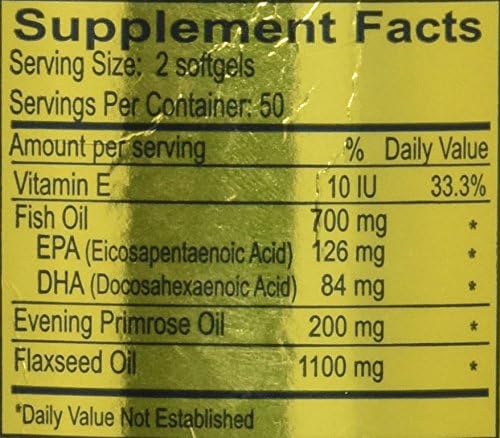 Supplement Facts
Serving Size: 2 softgels
Servings Per Container: 50
Amount per serving % Daily Value
Vitamin E 10 IU 33.3%
Fish Oil 700 mg *
EPA (Eicosapentaenoic Acid) 126 mg *
DHA (Docosahexaenoic Acid) 84 mg *
Evening Primrose Oil 200 mg *
Flaxseed Oil 1100 mg *
*Daily Value Not Established